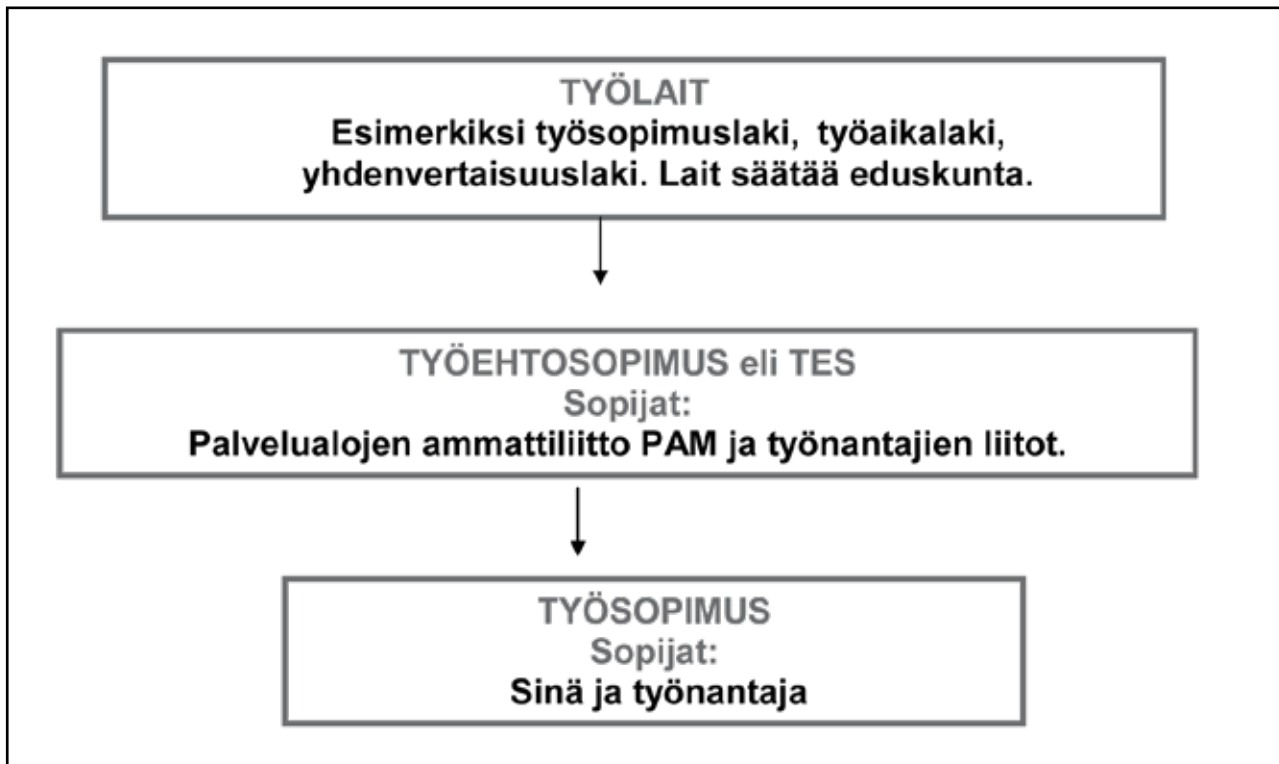 TYÖLAIT
Esimerkiksi työsopimuslaki, työaikalaki,
yhdenvertaisuuslaki. Lait säätää eduskunta.
TYÖEHTOSOPIMUS eli TES
Sopijat:
Palvelualojen ammattiliitto PAM ja työnantajien liitot.
TYÖSOPIMUS
Sopijat:
Sinä ja työnantaja